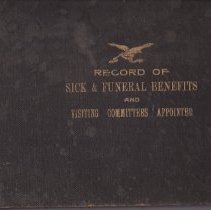 RECORD OF
SICK & FUNERAL BENEFITS
AND
VISITING COMMITTEES APPOINTED